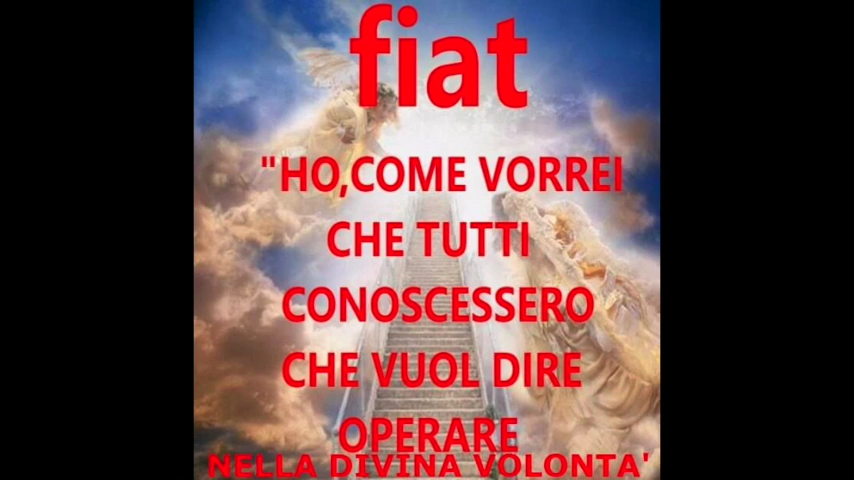 fiat
"HO,COME VORREI
CHE TUTTI
CONOSCESSERO
CHE VUOL DIRE
OPERARE
NELLA DIVINA VOLONTA'